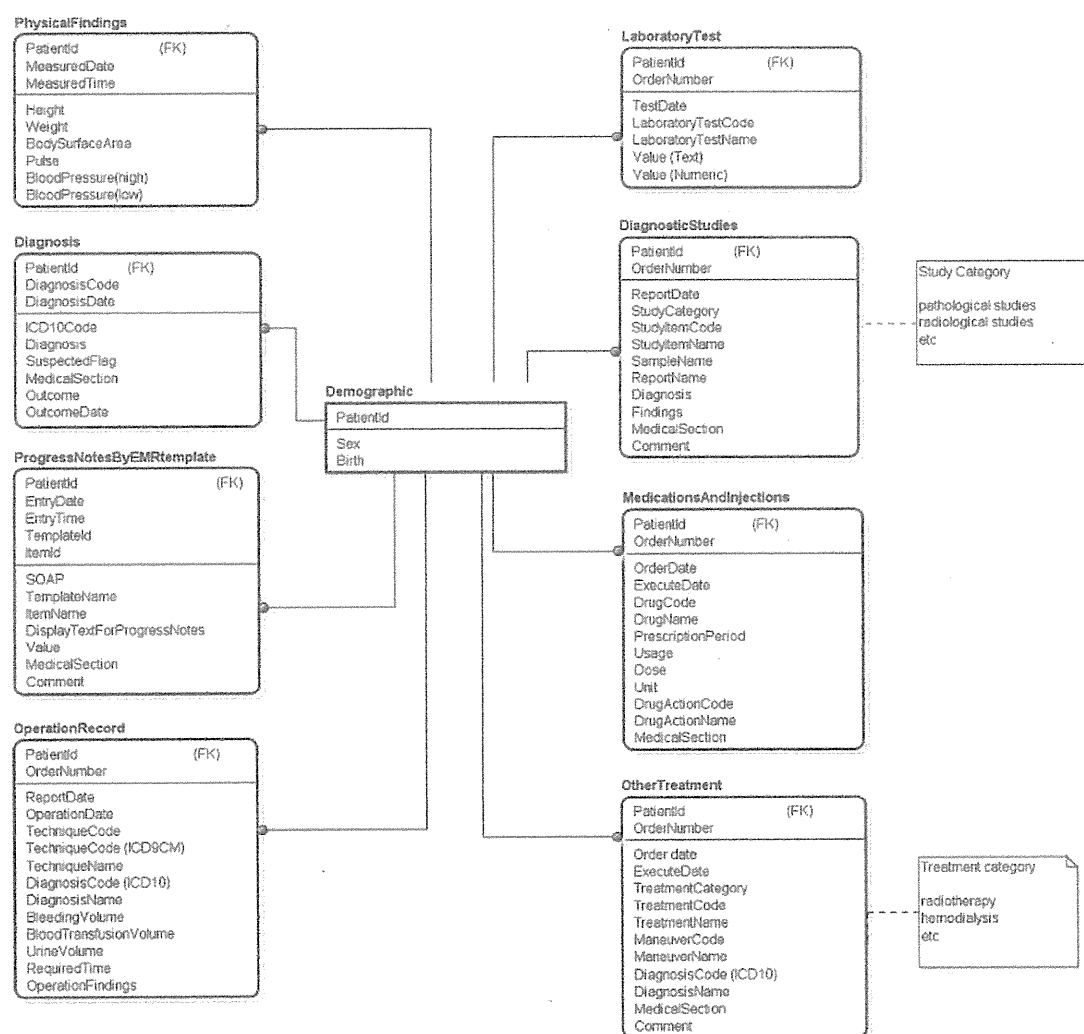 PhysicalFindings
PatientId (FK)
MeasuredDate
MeasuredTime
Height
Weight
BodySurfaceArea
Pulse
BloodPressure(high)
BloodPressure(low)
Diagnosis
PatientId (FK)
DiagnosisCode
DiagnosisDate
ICD10Code
Diagnosis
SuspectedFlag
MedicalSection
Outcome
OutcomeDate
ProgressNotesByEMRtemplate
PatientId (FK)
EntryDate
EntryTime
TemplateId
ItemId
SOAP
TemplateName
ItemName
DisplayTextForProgressNotes
Value
MedicalSection
Comment
OperationRecord
PatientId (FK)
OrderNumber
ReportDate
OperationDate
TechniqueCode
TechniqueCode (ICD9CM)
TechniqueName
DiagnosisCode (ICD10)
DiagnosisName
BleedingVolume
BloodTransfusionVolume
UrineVolume
RequiredTime
OperationFindings
Demographic
PatientId
Sex
Birth
LaboratoryTest
PatientId (FK)
OrderNumber
TestDate
LaboratoryTestCode
LaboratoryTestName
Value (Text)
Value (Numeric)
DiagnosticStudies
PatientId (FK)
OrderNumber
ReportDate
StudyCategory
StudyItemCode
StudyItemName
SampleName
ReportName
Diagnosis
Findings
MedicalSection
Comment
Study Category
pathological studies
radiological studies
etc
MedicationsAndInjections
PatientId (FK)
OrderNumber
OrderDate
ExecuteDate
DrugCode
DrugName
PrescriptionPeriod
Usage
Dose
Unit
DrugActionCode
DrugActionName
MedicalSection
OtherTreatment
PatientId (FK)
OrderNumber
Order date
ExecuteDate
TreatmentCategory
TreatmentCode
TreatmentName
ManeuverCode
ManeuverName
DiagnosisCode (ICD10)
DiagnosisName
MedicalSection
Comment
Treatment category
radiotherapy
hemodialysis
etc